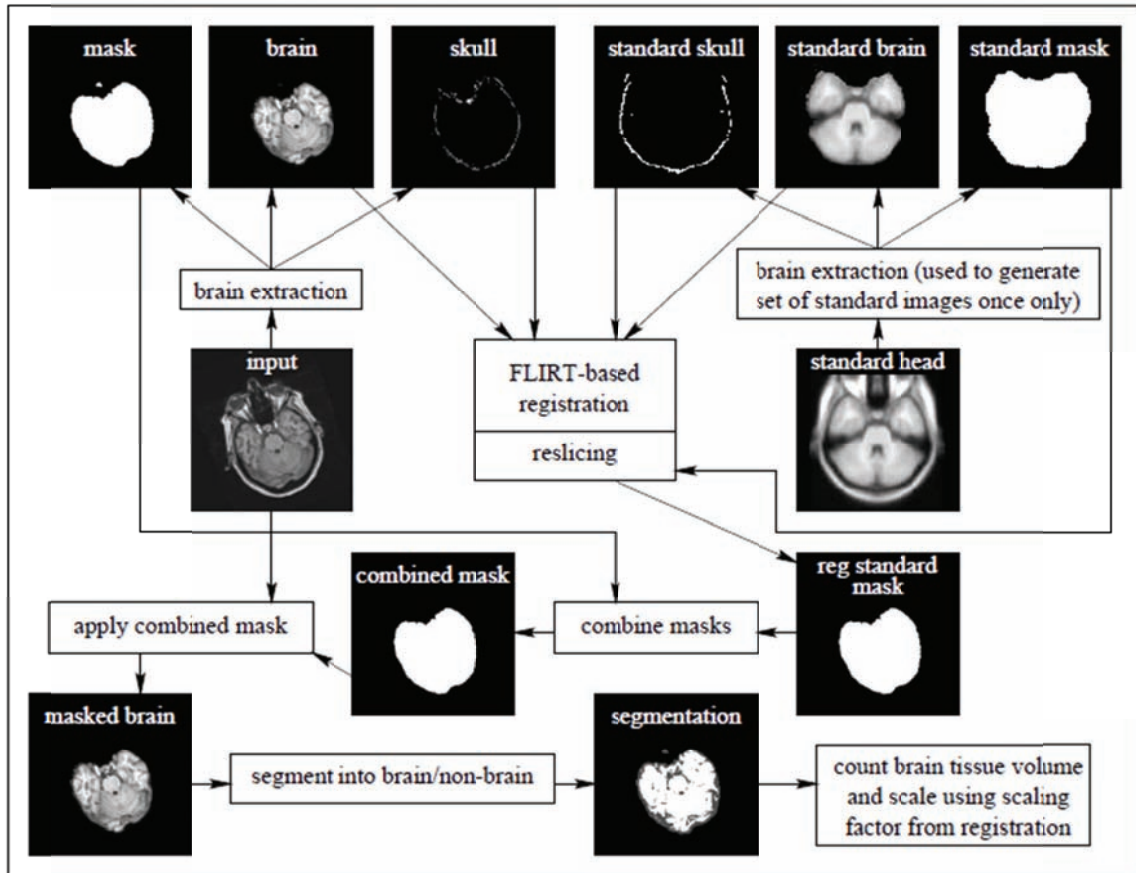 mask
brain
skull
standard skull
standard brain
standard mask
brain extraction
brain extraction (used to generate
set of standard images once only)
input
FLIRT-based
registration
reslicing
standard head
combined mask
reg standard
mask
apply combined mask
combine masks
masked brain
segmentation
segment into brain/non-brain
count brain tissue volume
and scale using scaling
factor from registration